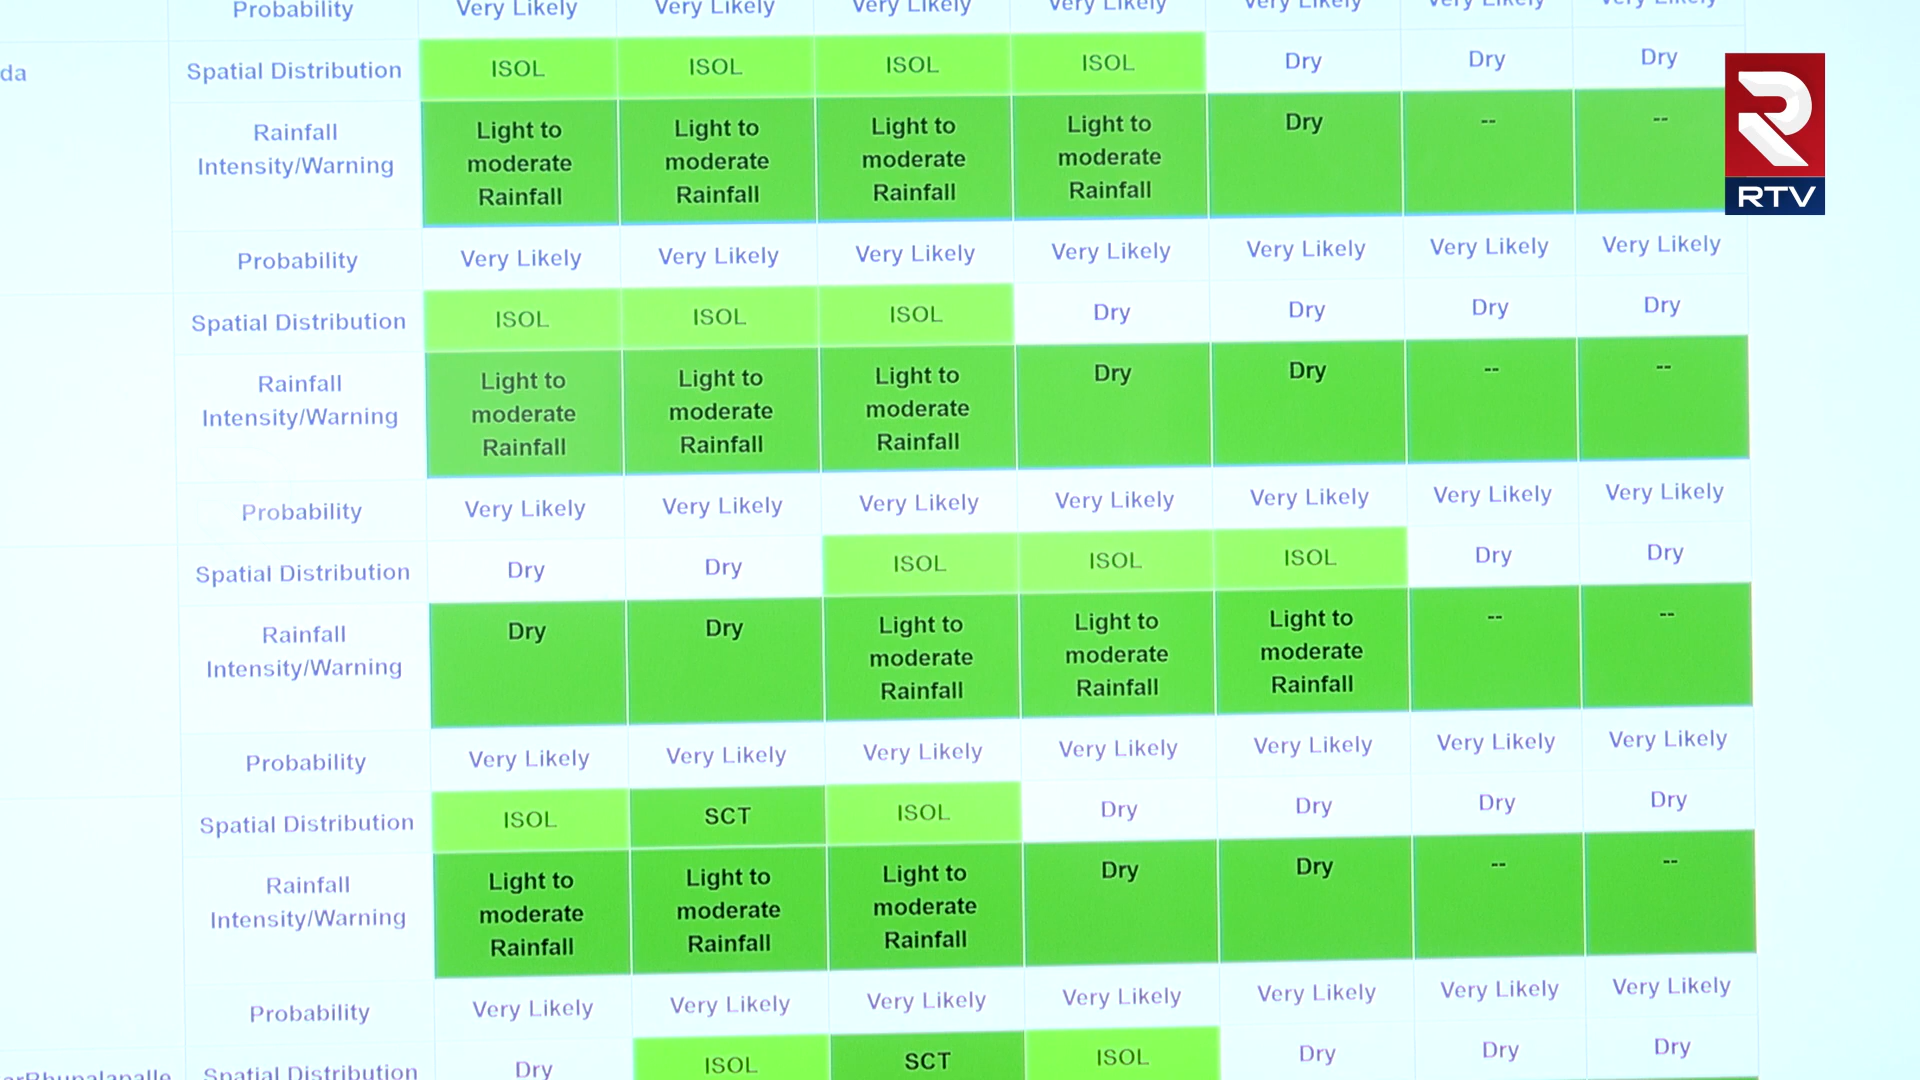 Probability Very Likely Very Likely Very Likely Very Likely Very Likely Very Likely Very Likely
da Spatial Distribution ISOL ISOL ISOL ISOL Dry Dry Dry
Rainfall Intensity/Warning Light to moderate Rainfall Light to moderate Rainfall Light to moderate Rainfall Light to moderate Rainfall Dry -- --
RTV
Probability Very Likely Very Likely Very Likely Very Likely Very Likely Very Likely Very Likely
Spatial Distribution ISOL ISOL ISOL Dry Dry Dry Dry
Rainfall Intensity/Warning Light to moderate Rainfall Light to moderate Rainfall Light to moderate Rainfall Dry Dry -- --
Probability Very Likely Very Likely Very Likely Very Likely Very Likely Very Likely Very Likely
Spatial Distribution Dry Dry ISOL ISOL ISOL Dry Dry
Rainfall Intensity/Warning Dry Dry Light to moderate Rainfall Light to moderate Rainfall Light to moderate Rainfall -- --
Probability Very Likely Very Likely Very Likely Very Likely Very Likely Very Likely Very Likely
Spatial Distribution ISOL SCT ISOL Dry Dry Dry Dry
Rainfall Intensity/Warning Light to moderate Rainfall Light to moderate Rainfall Light to moderate Rainfall Dry Dry -- --
Probability Very Likely Very Likely Very Likely Very Likely Very Likely Very Likely Very Likely
arBhupalapalle Spatial Distribution Dry ISOL SCT ISOL Dry Dry Dry